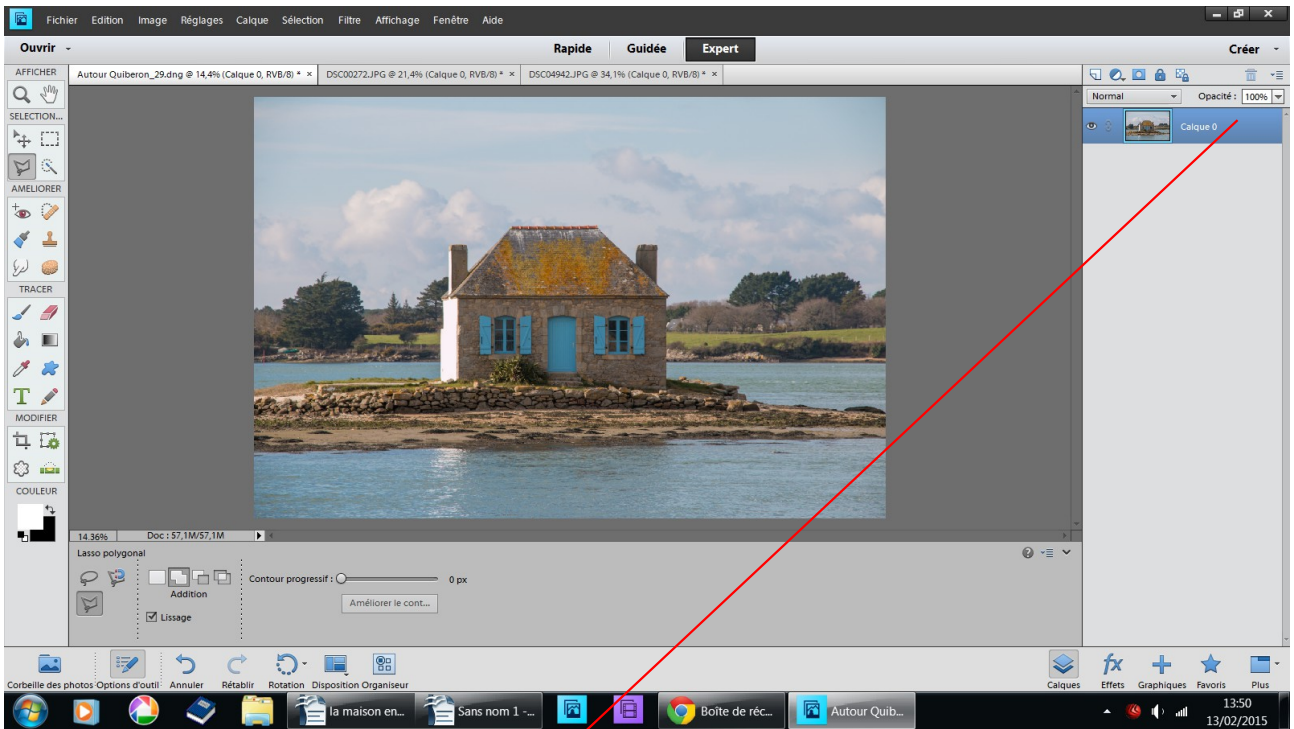 Fichier Edition Image Réglages Calque Sélection Filtre Affichage Fenêtre Aide
Ouvrir Rapide Guidée Expert Créer
AFFICHER
Autour Quiberon_29.dng @ 14,4% (Calque 0, RVB/8) * × DSC00272.JPG @ 21,4% (Calque 0, RVB/8) * × DSC04942.JPG @ 34,1% (Calque 0, RVB/8) * ×
Normal Opacité : 100%
SELECTION...
Calque 0
AMELIORER
TRACER
T
MODIFIER
COULEUR
14.36% Doc : 57,1M/57,1M
Lasso polygonal
Contour progressif : 0 px
Addition
Améliorer le cont...
Lissage
fx
Corbeille des photos Options d'outil Annuler Rétablir Rotation Disposition Organiseur Calques Effets Graphiques Favoris Plus
la maison en... Sans nom 1 -... Boîte de réc... Autour Quib...
13:50
13/02/2015